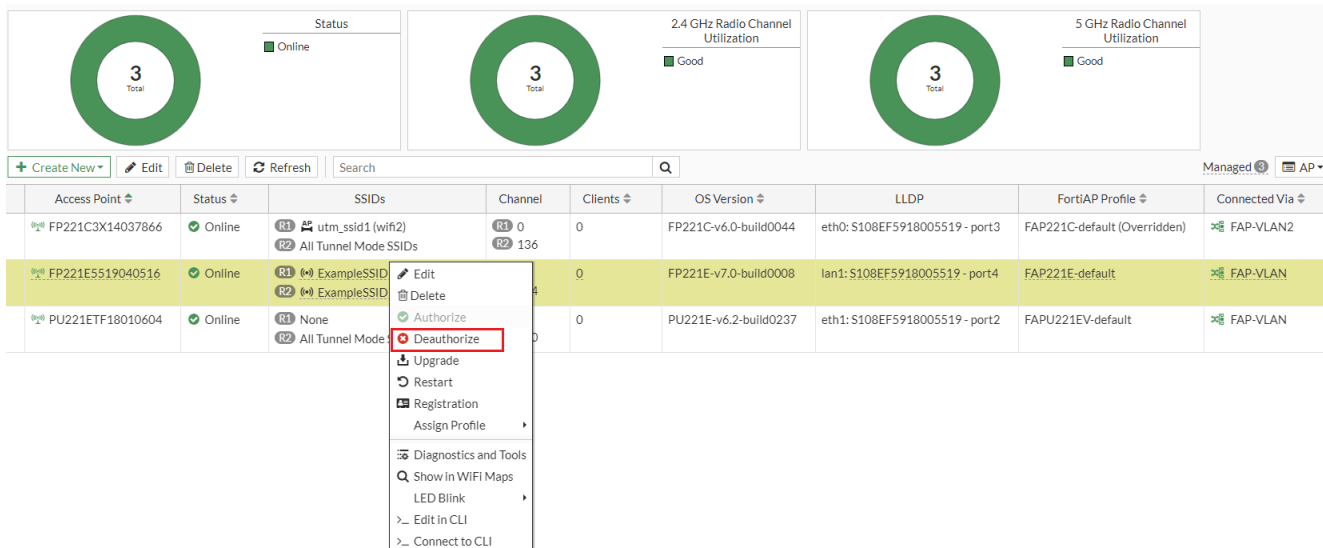 Status
Online
3
Total
2.4 GHz Radio Channel
Utilization
Good
3
Total
5 GHz Radio Channel
Utilization
Good
3
Total
+ Create New Edit Delete Refresh Search Managed 3 AP
Access Point Status SSIDs Channel Clients OS Version LLDP FortiAP Profile Connected Via
FP221C3X14037866 Online R1 AP utm_ssid1 (wifi2) R1 0 0 FP221C-v6.0-build0044 eth0: S108EF5918005519 - port3 FAP221C-default (Overridden) FAP-VLAN2
R2 All Tunnel Mode SSIDs R2 136
FP221E5519040516 Online R1 ExampleSSID 0 FP221E-v7.0-build0008 lan1: S108EF5918005519 - port4 FAP221E-default FAP-VLAN
R2 ExampleSSID 4
PU221ETF18010604 Online R1 None 0 PU221E-v6.2-build0237 eth1: S108EF5918005519 - port2 FAPU221EV-default FAP-VLAN
R2 All Tunnel Mode
Edit
Delete
Authorize
Deauthorize
Upgrade
Restart
Registration
Assign Profile
Diagnostics and Tools
Show in WiFi Maps
LED Blink
>_ Edit in CLI
>_ Connect to CLI